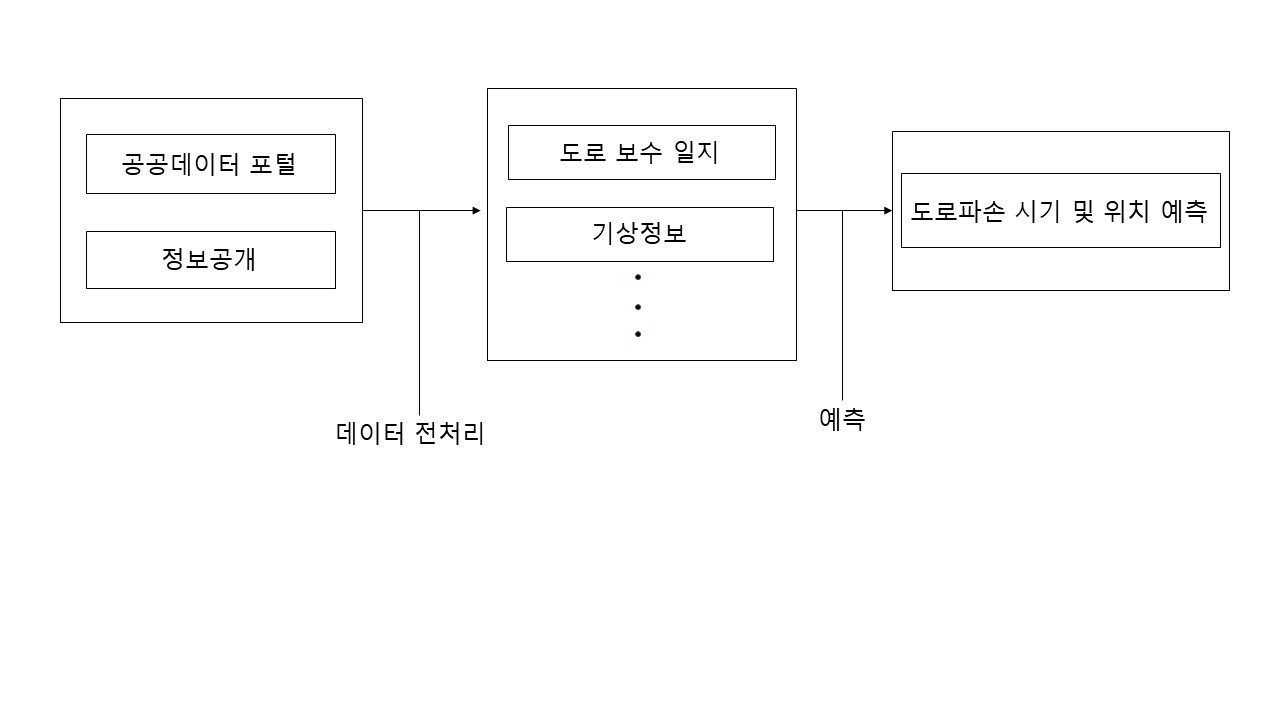 공공데이터 포털
정보공개
데이터 전처리
도로 보수 일지
기상정보
예측
도로파손 시기 및 위치 예측